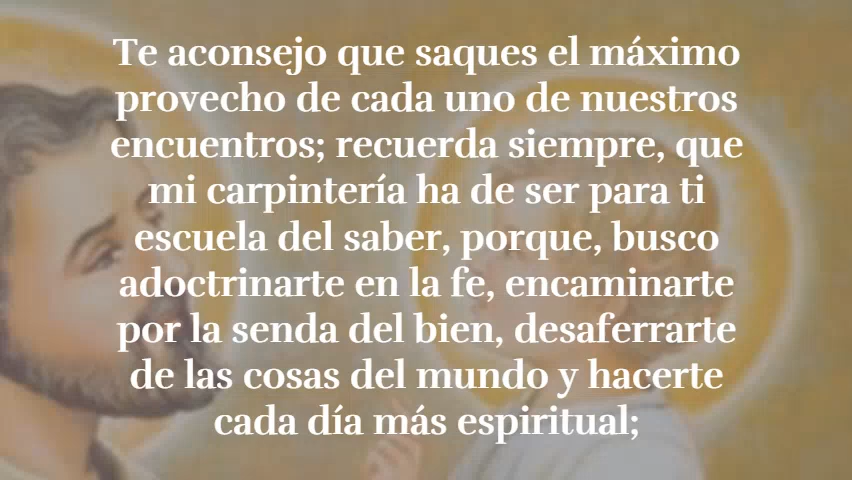 Te aconsejo que saques el máximo
provecho de cada uno de nuestros
encuentros; recuerda siempre, que
mi carpintería ha de ser para ti
escuela del saber, porque, busco
adoctrinarte en la fe, encaminarte
por la senda del bien, desaferrarte
de las cosas del mundo y hacerte
cada día más espiritual;